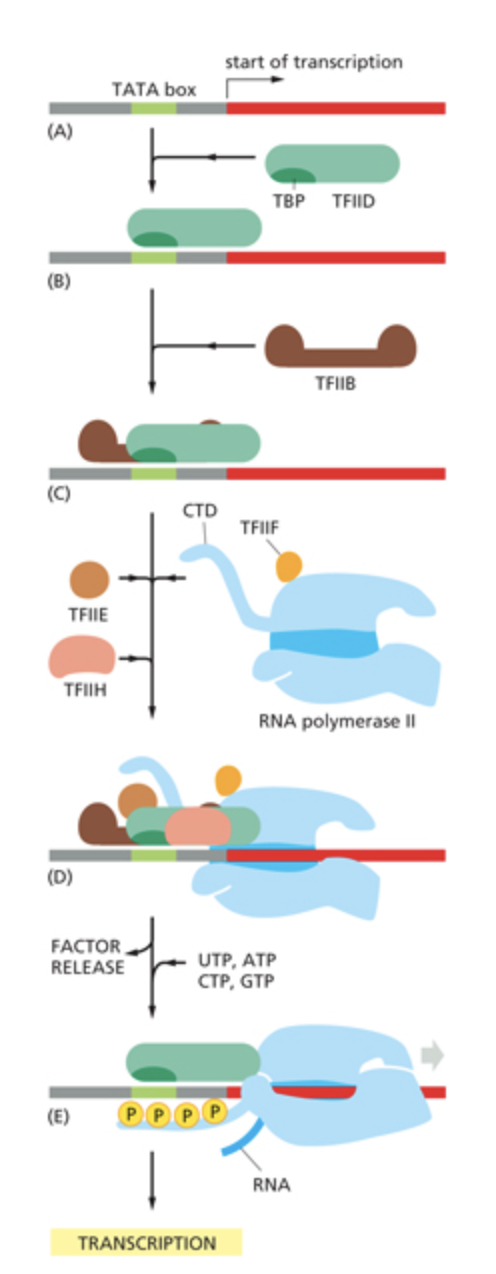 start of transcription
TATA box
(A)
TBP TFIID
(B)
TFIIB
(C)
CTD
TFIIF
TFIIE
TFIIH
RNA polymerase II
(D)
FACTOR
RELEASE
UTP, ATP
CTP, GTP
(E)
P P P P
RNA
TRANSCRIPTION